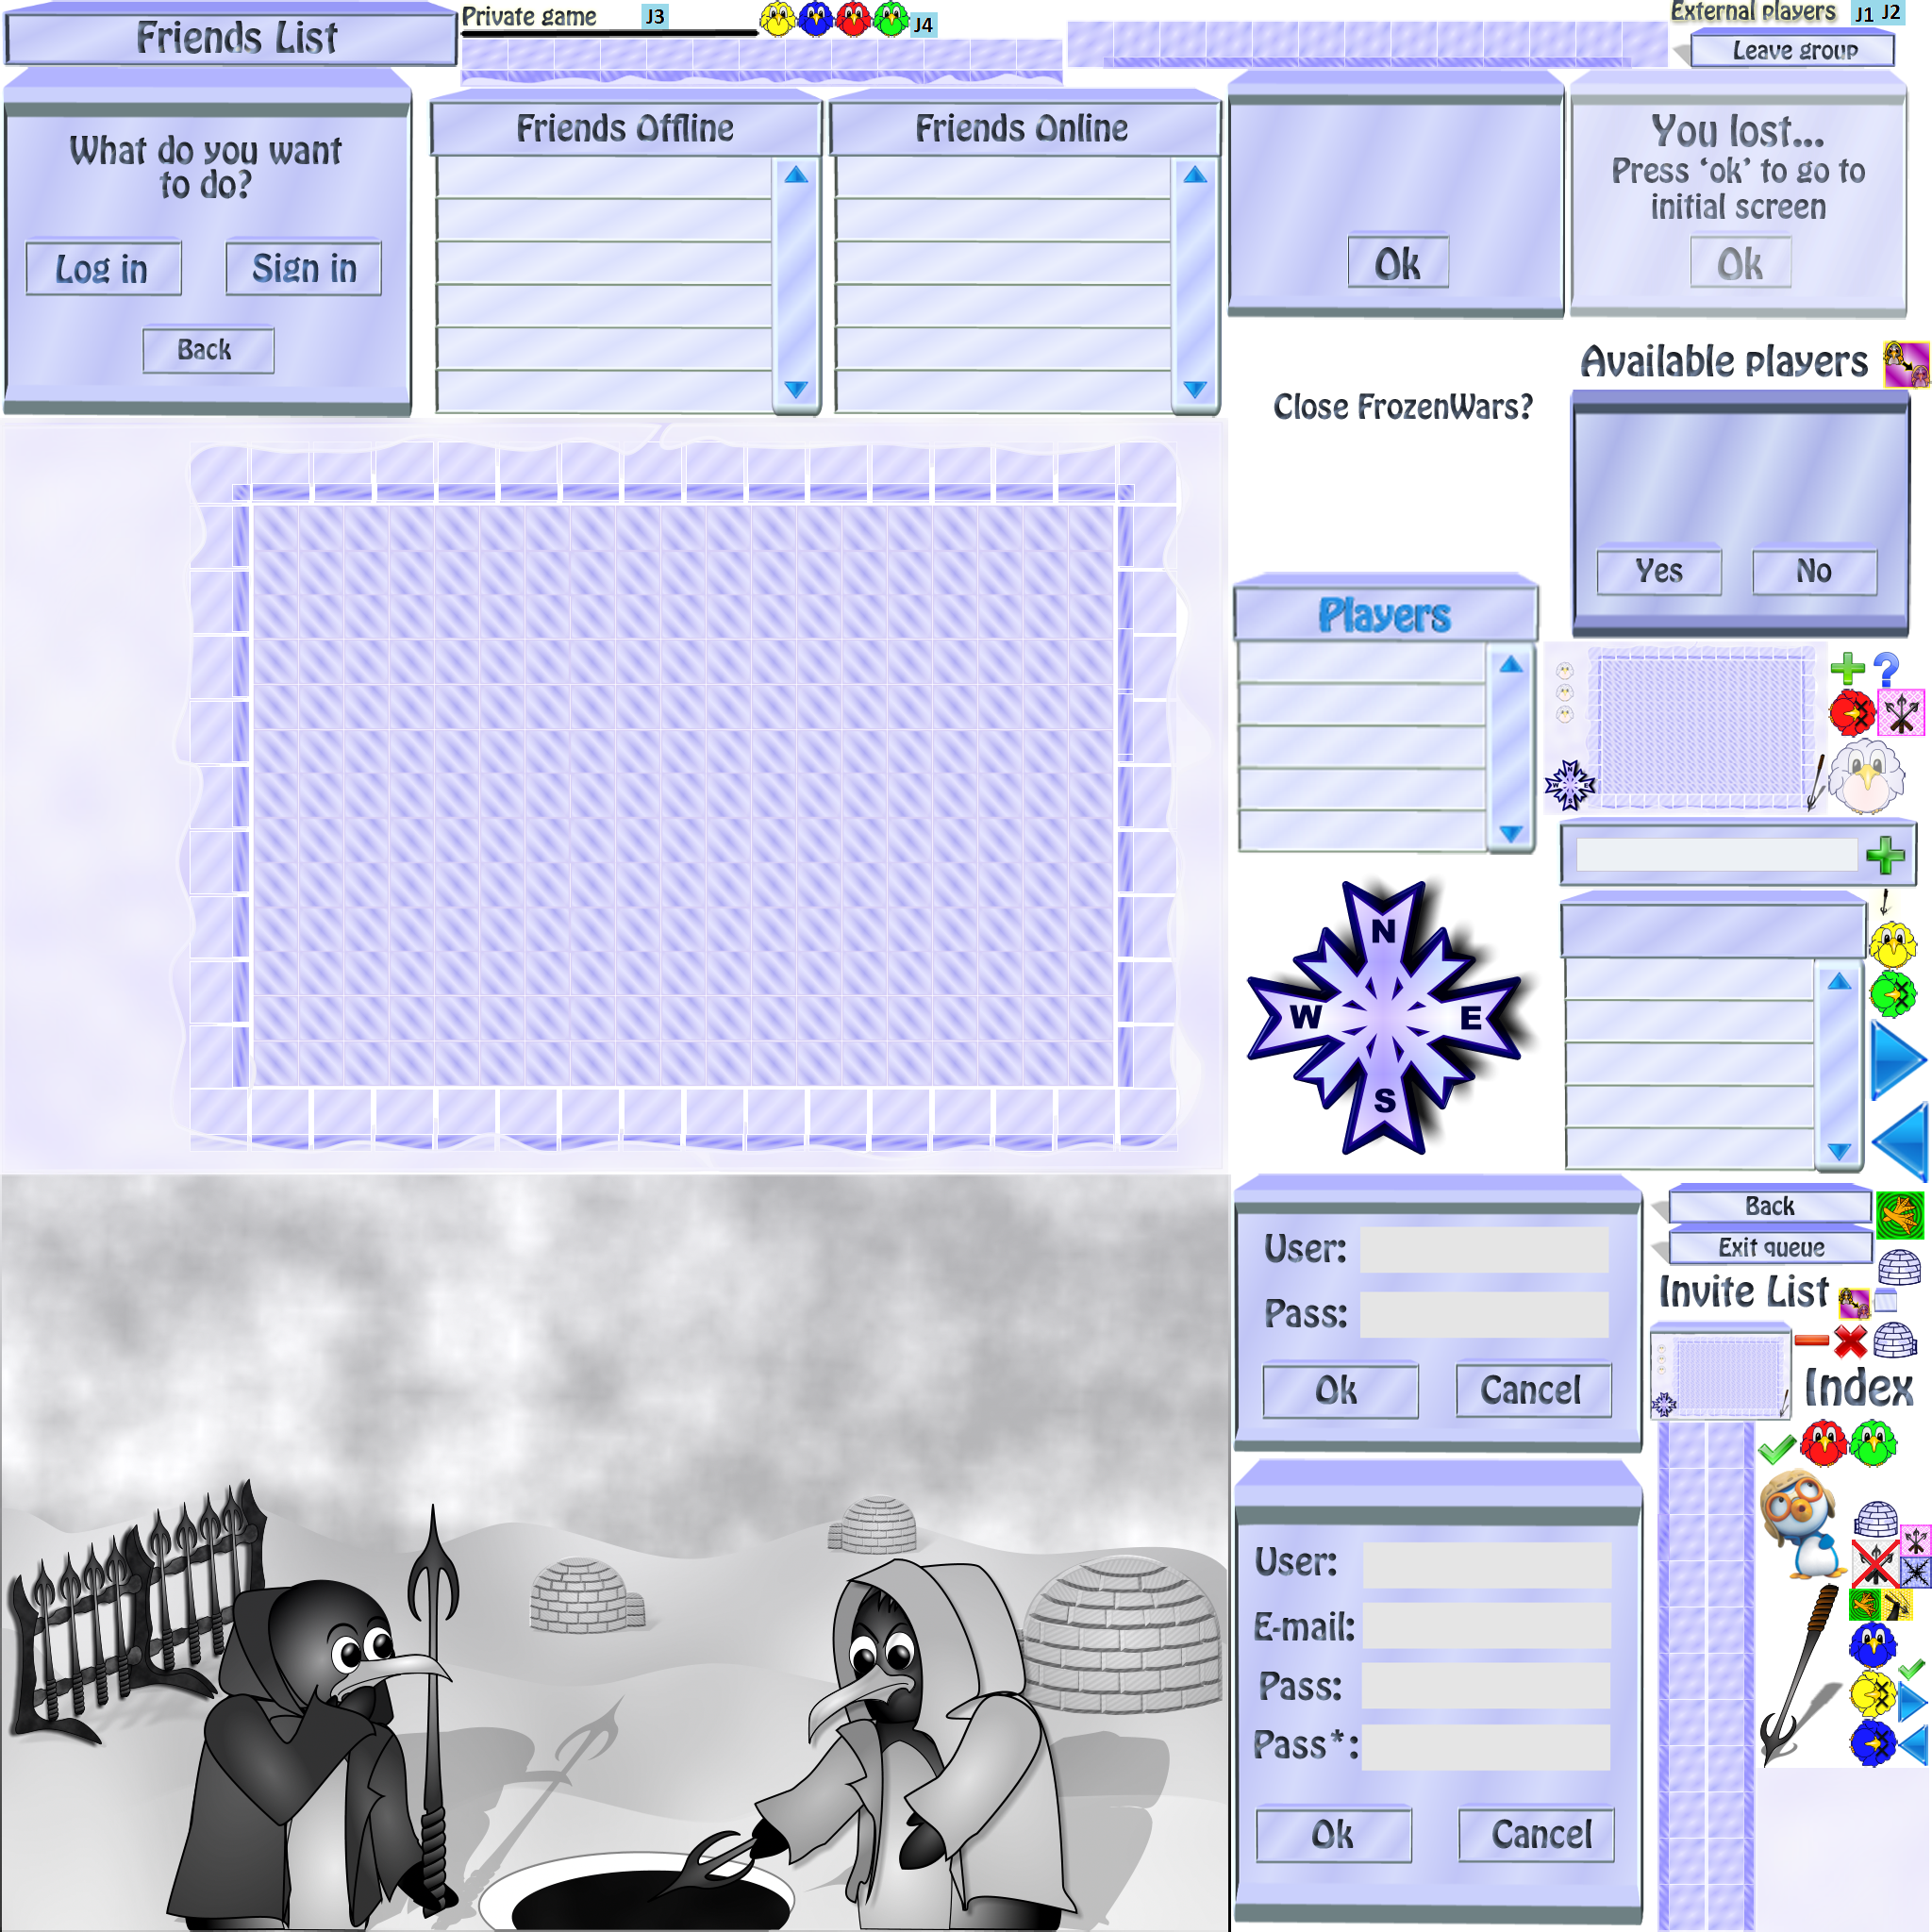 Friends List
Private game
J3
J4
External players
J1
J2
Leave group
What do you want
to do?
Log in
Sign in
Back
Friends Offline
Friends Online
Ok
You lost...
Press ‘ok’ to go to
initial screen
Ok
Available players
Close FrozenWars?
Yes
No
Players
?
N
W
E
S
N
W
E
S
User:
Pass:
Ok
Cancel
Back
Exit queue
Invite List
Index
User:
E-mail:
Pass:
Pass*:
Ok
Cancel